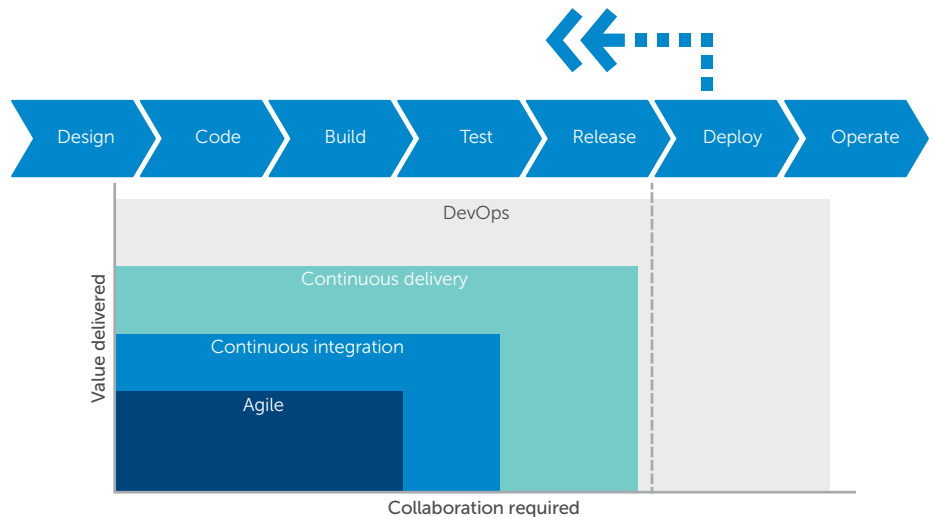 Design
Code
Build
Test
Release
Deploy
Operate
DevOps
Continuous delivery
Continuous integration
Agile
Value delivered
Collaboration required